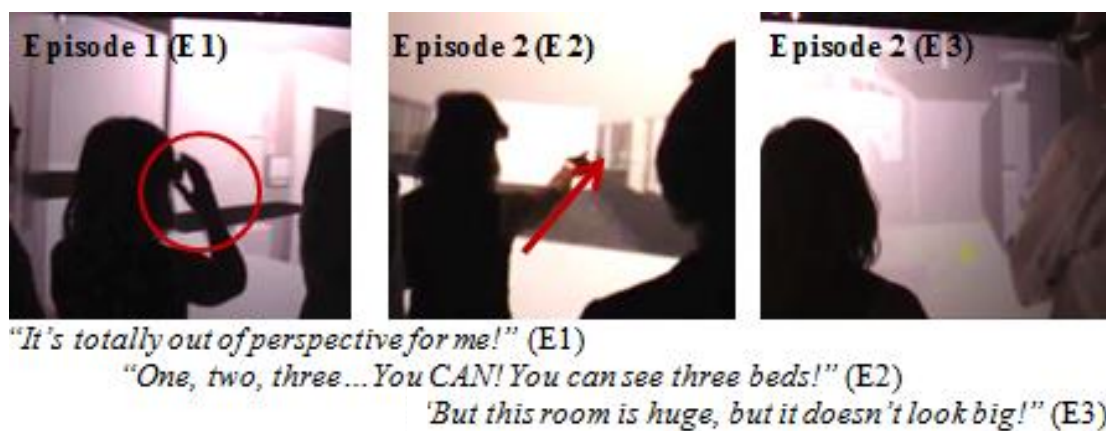 Episode 1 (E1)
Episode 2 (E2)
Episode 2 (E3)
“It’s totally out of perspective for me!” (E1)
“One, two, three…You CAN! You can see three beds!” (E2)
‘But this room is huge, but it doesn’t look big!” (E3)